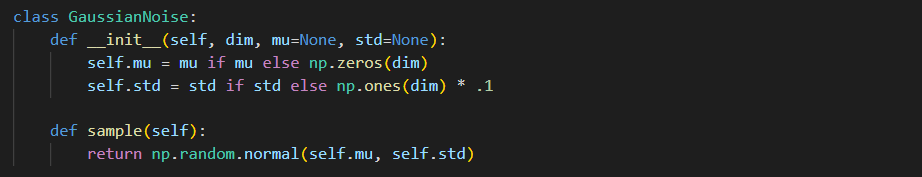 class GaussianNoise:
    def __init__(self, dim, mu=None, std=None):
        self.mu = mu if mu else np.zeros(dim)
        self.std = std if std else np.ones(dim) * .1
    def sample(self):
        return np.random.normal(self.mu, self.std)